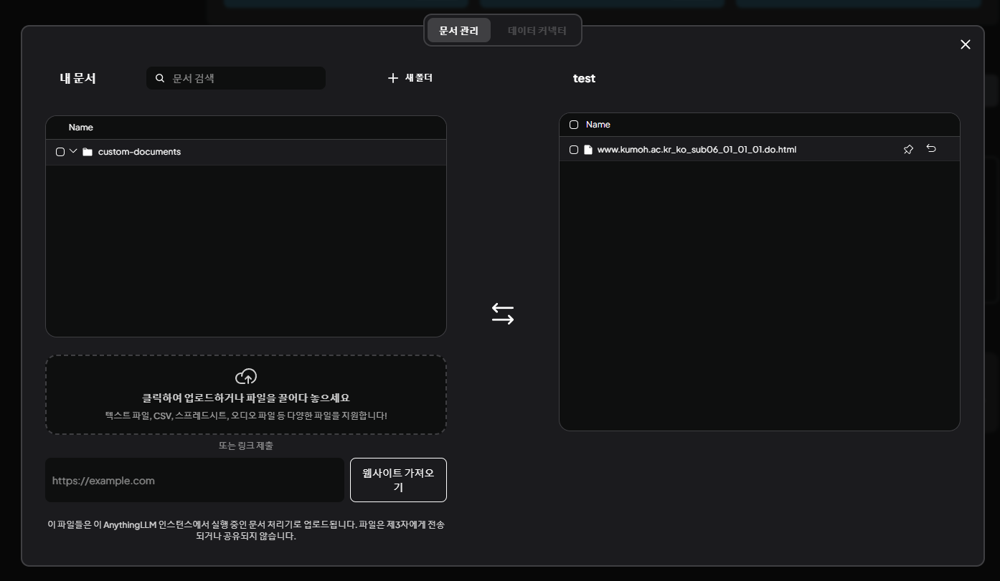 문서 관리
데이터 커넥터
내 문서
문서 검색
새 폴더
Name
custom-documents
클릭하여 업로드하거나 파일을 끌어다 놓으세요
텍스트 파일, CSV, 스프레드시트, 오디오 파일 등 다양한 파일을 지원합니다!
또는 링크 제출
https://example.com
웹사이트 가져오
기
이 파일들은 이 AnythingLLM 인스턴스에서 실행 중인 문서 처리기로 업로드됩니다. 파일은 제3자에게 전송
되거나 공유되지 않습니다.
test
Name
www.kumoh.ac.kr_ko_sub06_01_01_01.do.html